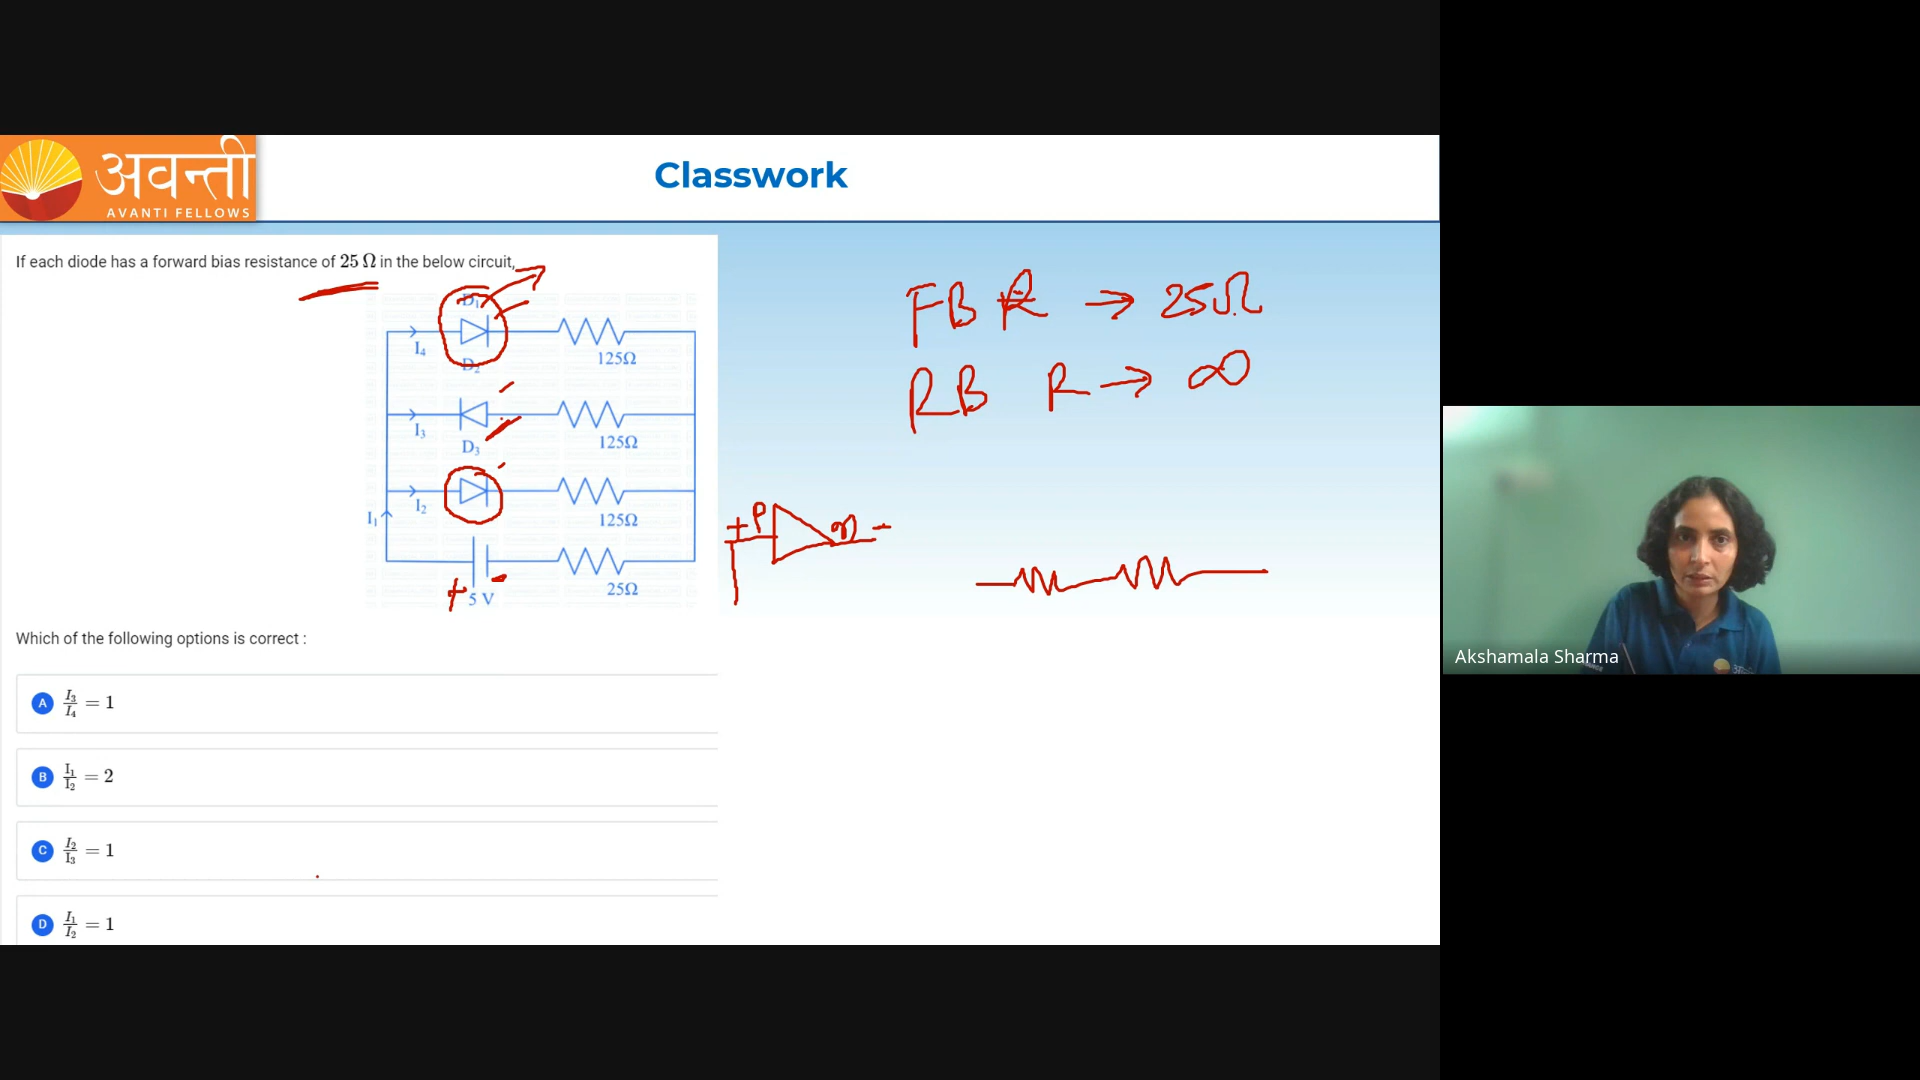 अवन्ती
AVANTI FELLOWS
Classwork
If each diode has a forward bias resistance of 25 Ω in the below circuit,
D₁
I₄
125Ω
D₂
I₃
125Ω
D₃
I₂
125Ω
I₁
+ -
5 V
25Ω
FB R → 25Ω
RB R → ∞
+ P n -
Which of the following options is correct :
A I₃/I₄ = 1
B I₁/I₂ = 2
C I₂/I₃ = 1
D I₁/I₂ = 1
Akshamala Sharma